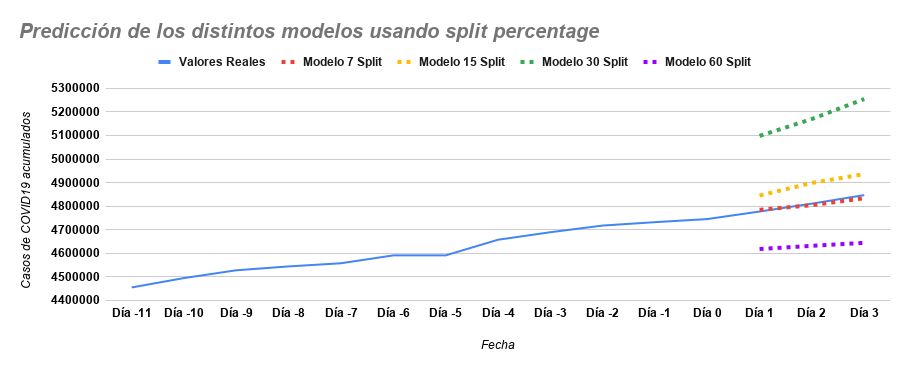 Predicción de los distintos modelos usando split percentage
Valores Reales Modelo 7 Split Modelo 15 Split Modelo 30 Split Modelo 60 Split
Casos de COVID19 acumulados
5300000
5200000
5100000
5000000
4900000
4800000
4700000
4600000
4500000
4400000
Día -11 Día -10 Día -9 Día -8 Día -7 Día -6 Día -5 Día -4 Día -3 Día -2 Día -1 Día 0 Día 1 Día 2 Día 3
Fecha